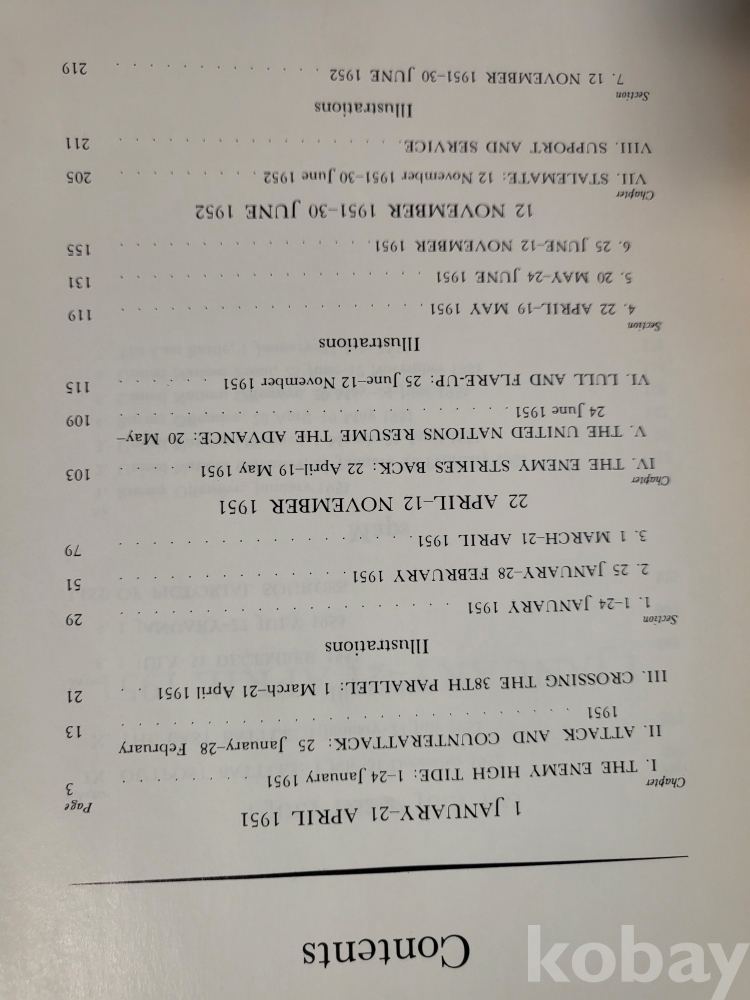 Contents
1 JANUARY–21 APRIL 1951
Chapter Page
I. THE ENEMY HIGH TIDE: 1–24 January 1951 . . . . . . . . 3
II. ATTACK AND COUNTERATTACK: 25 January–28 February
1951 . . . . . . . . . . . . . . . . . . . . 13
III. CROSSING THE 38TH PARALLEL: 1 March–21 April 1951 . . 21
Illustrations
Section
1. 1–24 JANUARY 1951 . . . . . . . . . . . . . . . 29
2. 25 JANUARY–28 FEBRUARY 1951 . . . . . . . . . . . 51
3. 1 MARCH–21 APRIL 1951 . . . . . . . . . . . . . 79
22 APRIL–12 NOVEMBER 1951
Chapter
IV. THE ENEMY STRIKES BACK: 22 April–19 May 1951 . . . . . 103
V. THE UNITED NATIONS RESUME THE ADVANCE: 20 May–
24 June 1951 . . . . . . . . . . . . . . . . . . 109
VI. LULL AND FLARE-UP: 25 June–12 November 1951 . . . . . . 115
Illustrations
Section
4. 22 APRIL–19 MAY 1951 . . . . . . . . . . . . . . 119
5. 20 MAY–24 JUNE 1951 . . . . . . . . . . . . . . 131
6. 25 JUNE–12 NOVEMBER 1951 . . . . . . . . . . . . 155
12 NOVEMBER 1951–30 JUNE 1952
Chapter
VII. STALEMATE: 12 November 1951–30 June 1952 . . . . . . . 205
VIII. SUPPORT AND SERVICE . . . . . . . . . . . . . . 211
Illustrations
Section
7. 12 NOVEMBER 1951–30 JUNE 1952 . . . . . . . . . . 219
kobay